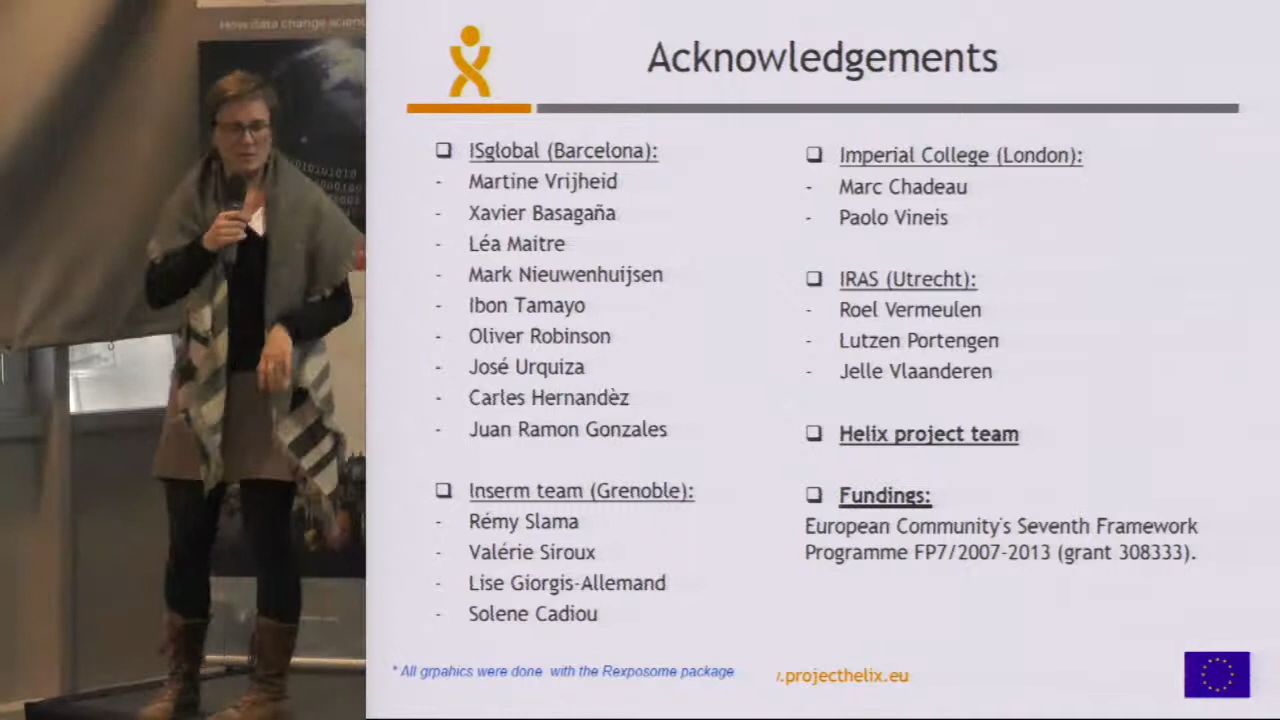 How data change scien
Acknowledgements
❑ ISglobal (Barcelona):
- Martine Vrijheid
- Xavier Basagaña
- Léa Maitre
- Mark Nieuwenhuijsen
- Ibon Tamayo
- Oliver Robinson
- José Urquiza
- Carles Hernandèz
- Juan Ramon Gonzales
❑ Inserm team (Grenoble):
- Rémy Slama
- Valérie Siroux
- Lise Giorgis-Allemand
- Solene Cadiou
❑ Imperial College (London):
- Marc Chadeau
- Paolo Vineis
❑ IRAS (Utrecht):
- Roel Vermeulen
- Lutzen Portengen
- Jelle Vlaanderen
❑ Helix project team
❑ Fundings:
European Community's Seventh Framework
Programme FP7/2007-2013 (grant 308333).
* All grpahics were done with the Rexposome package
.projecthelix.eu